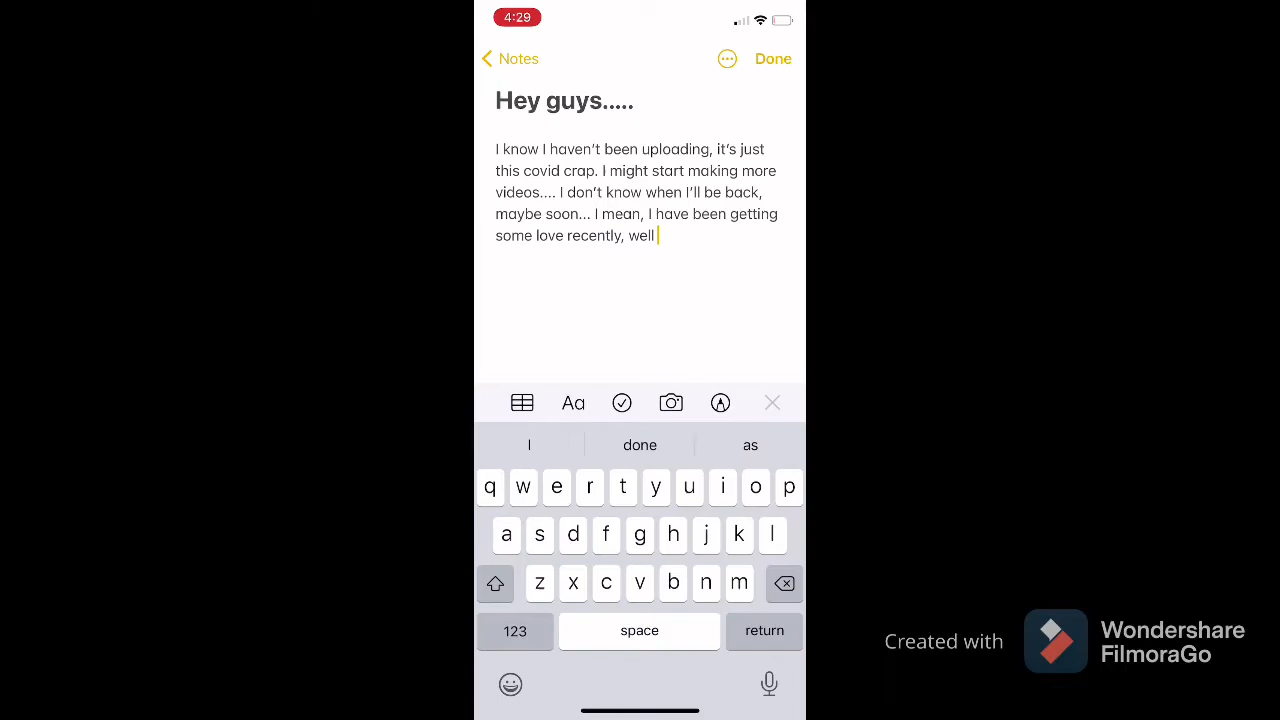 4:29
Notes
Done
Hey guys.....
I know I haven't been uploading, it's just
this covid crap. I might start making more
videos.... I don't know when I'll be back,
maybe soon... I mean, I have been getting
some love recently, well
Aa
I done as
q w e r t y u i o p
a s d f g h j k l
z x c v b n m
123 space return
Created with
Wondershare
FilmoraGo